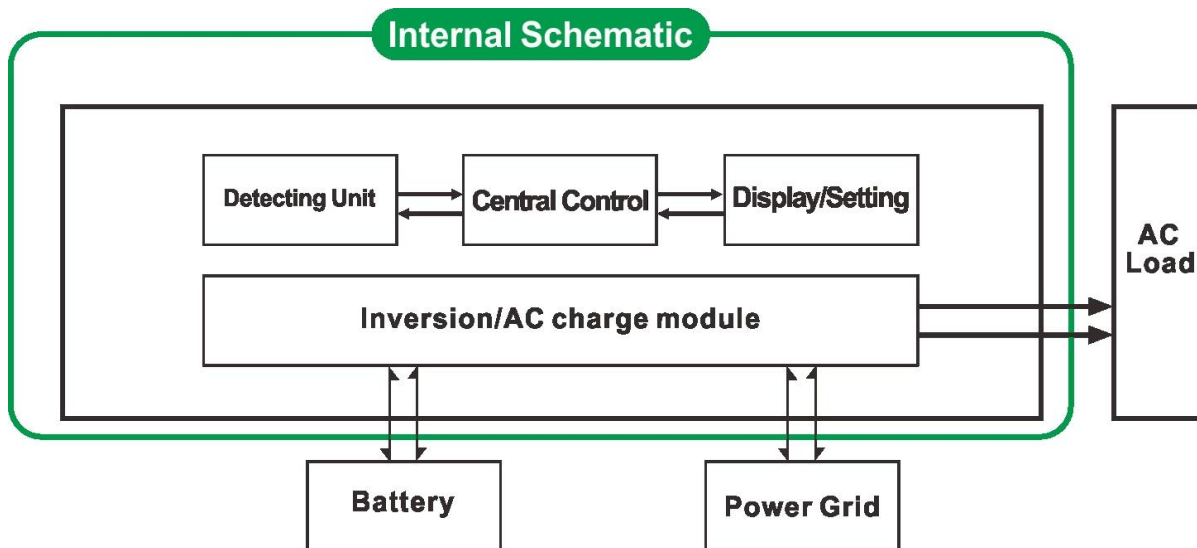 Internal Schematic
Detecting Unit
Central Control
Display/Setting
Inversion/AC charge module
AC
Load
Battery
Power Grid